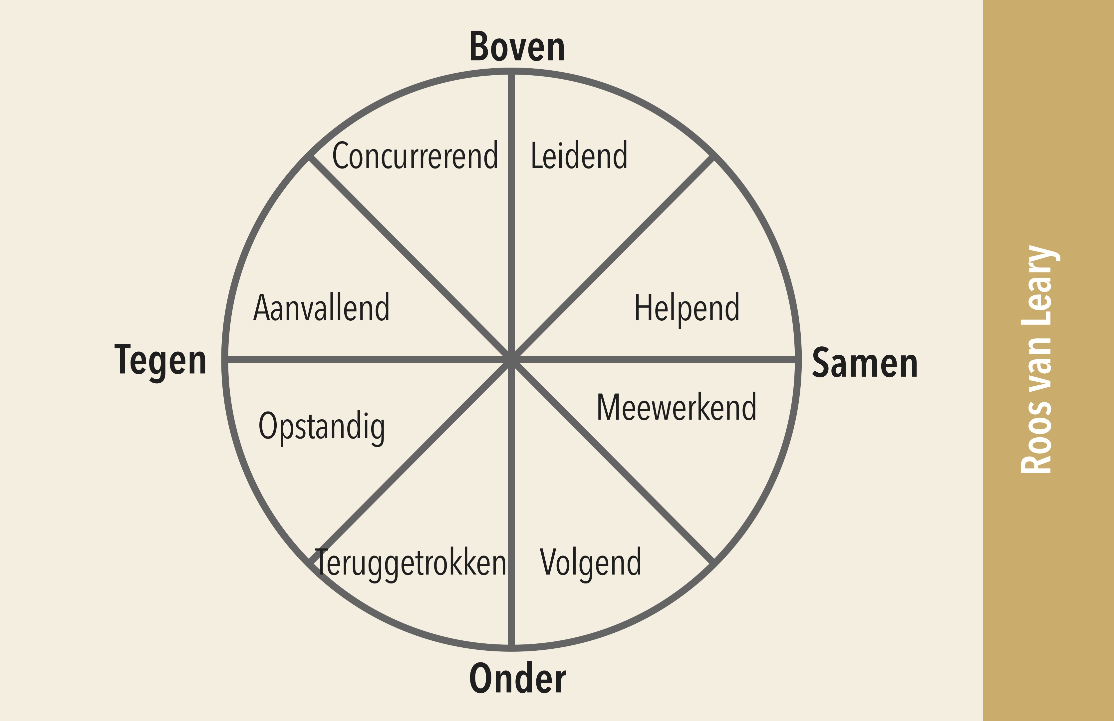 Boven
Concurrerend
Leidend
Aanvallend
Helpend
Tegen
Samen
Meewerkend
Opstandig
Teruggetrokken
Volgend
Onder
Roos van Leary